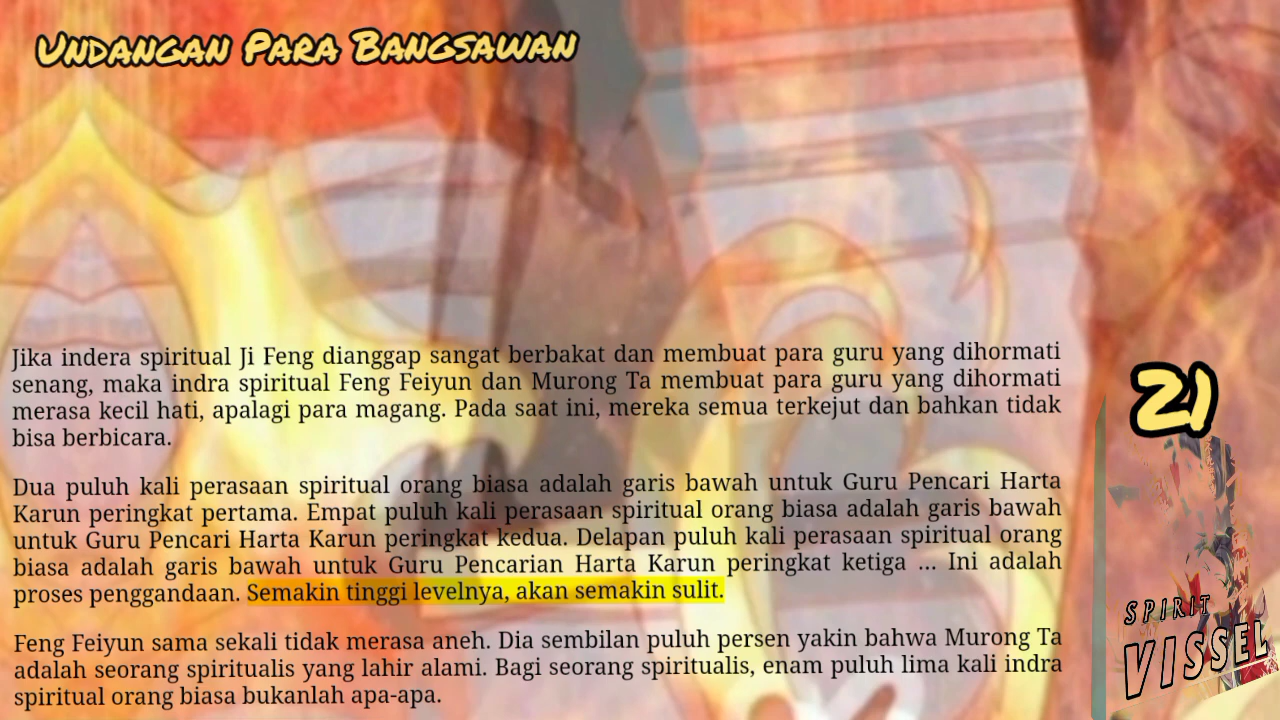 Undangan Para Bangsawan
Jika indera spiritual Ji Feng dianggap sangat berbakat dan membuat para guru yang dihormati
senang, maka indra spiritual Feng Feiyun dan Murong Ta membuat para guru yang dihormati
merasa kecil hati, apalagi para magang. Pada saat ini, mereka semua terkejut dan bahkan tidak
bisa berbicara.
Dua puluh kali perasaan spiritual orang biasa adalah garis bawah untuk Guru Pencari Harta
Karun peringkat pertama. Empat puluh kali perasaan spiritual orang biasa adalah garis bawah
untuk Guru Pencari Harta Karun peringkat kedua. Delapan puluh kali perasaan spiritual orang
biasa adalah garis bawah untuk Guru Pencarian Harta Karun peringkat ketiga ... Ini adalah
proses penggandaan. Semakin tinggi levelnya, akan semakin sulit.
Feng Feiyun sama sekali tidak merasa aneh. Dia sembilan puluh persen yakin bahwa Murong Ta
adalah seorang spiritualis yang lahir alami. Bagi seorang spiritualis, enam puluh lima kali indra
spiritual orang biasa bukanlah apa-apa.
21
SPIRIT
VISSEL